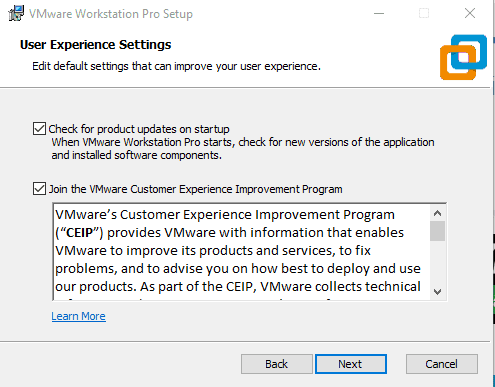 VMware Workstation Pro Setup
User Experience Settings
Edit default settings that can improve your user experience.
Check for product updates on startup
When VMware Workstation Pro starts, check for new versions of the application
and installed software components.
Join the VMware Customer Experience Improvement Program
VMware's Customer Experience Improvement Program
("CEIP") provides VMware with information that enables
VMware to improve its products and services, to fix
problems, and to advise you on how best to deploy and use
our products. As part of the CEIP, VMware collects technical
Learn More
Back
Next
Cancel